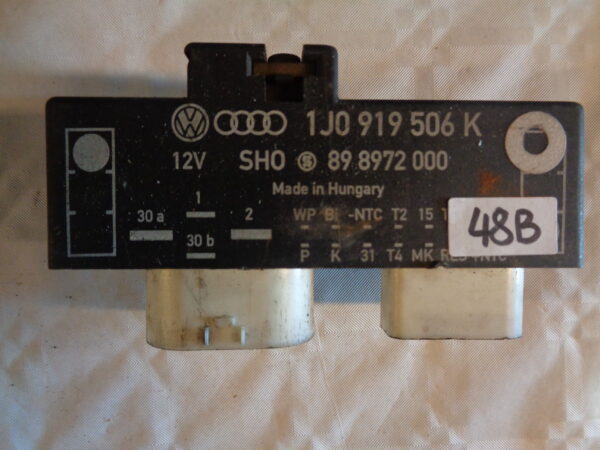 1J0 919 506 K
12V SHO 89 8972 000
Made in Hungary
1
30 a 2 WP Bi -NTC T2 15
48B
30 b P K 31 T4 MK